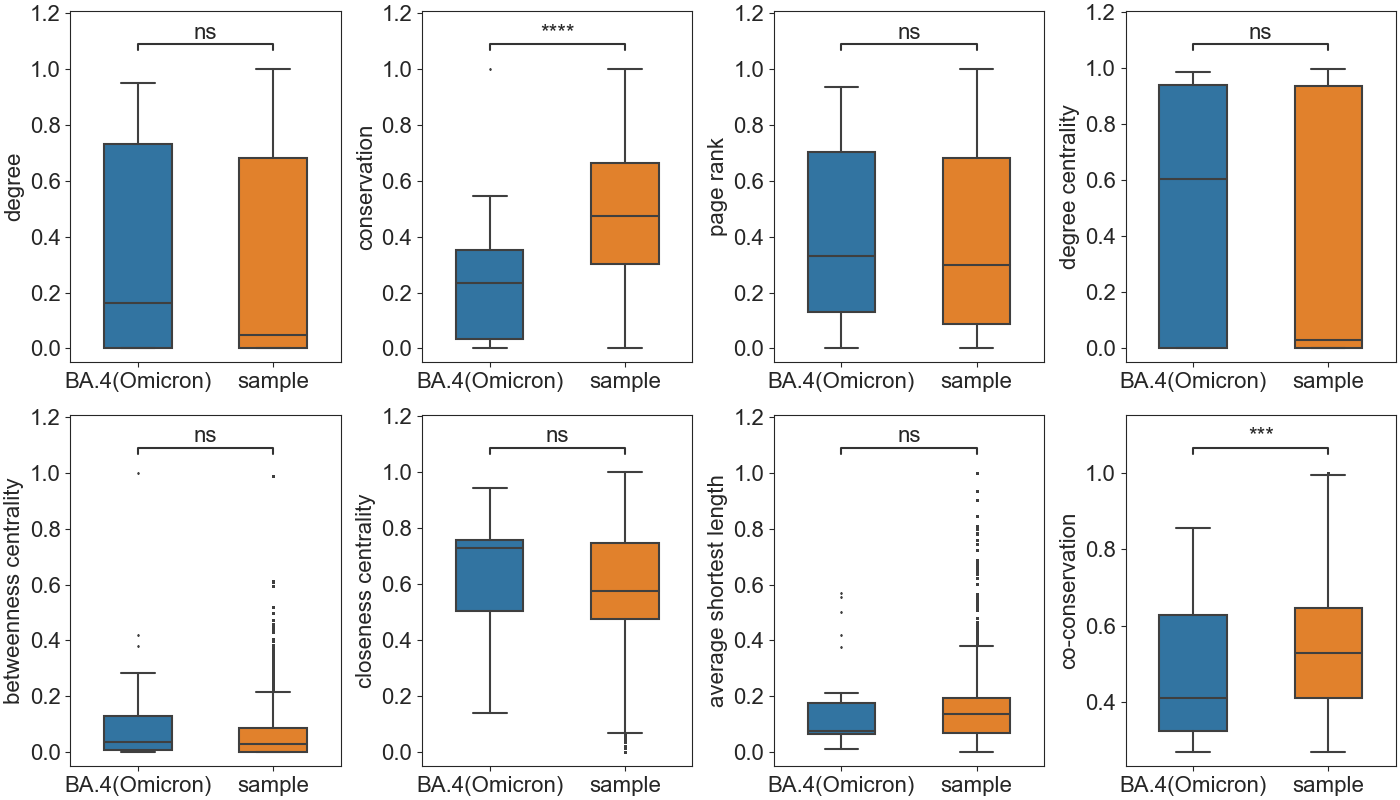 degree
1.2
1.0
0.8
0.6
0.4
0.2
0.0
ns
BA.4(Omicron)
sample
conservation
1.2
1.0
0.8
0.6
0.4
0.2
0.0
****
BA.4(Omicron)
sample
page rank
1.2
1.0
0.8
0.6
0.4
0.2
0.0
ns
BA.4(Omicron)
sample
degree centrality
1.2
1.0
0.8
0.6
0.4
0.2
0.0
ns
BA.4(Omicron)
sample
betweenness centrality
1.2
1.0
0.8
0.6
0.4
0.2
0.0
ns
BA.4(Omicron)
sample
closeness centrality
1.2
1.0
0.8
0.6
0.4
0.2
0.0
ns
BA.4(Omicron)
sample
average shortest length
1.2
1.0
0.8
0.6
0.4
0.2
0.0
ns
BA.4(Omicron)
sample
co-conservation
1.0
0.8
0.6
0.4
***
BA.4(Omicron)
sample